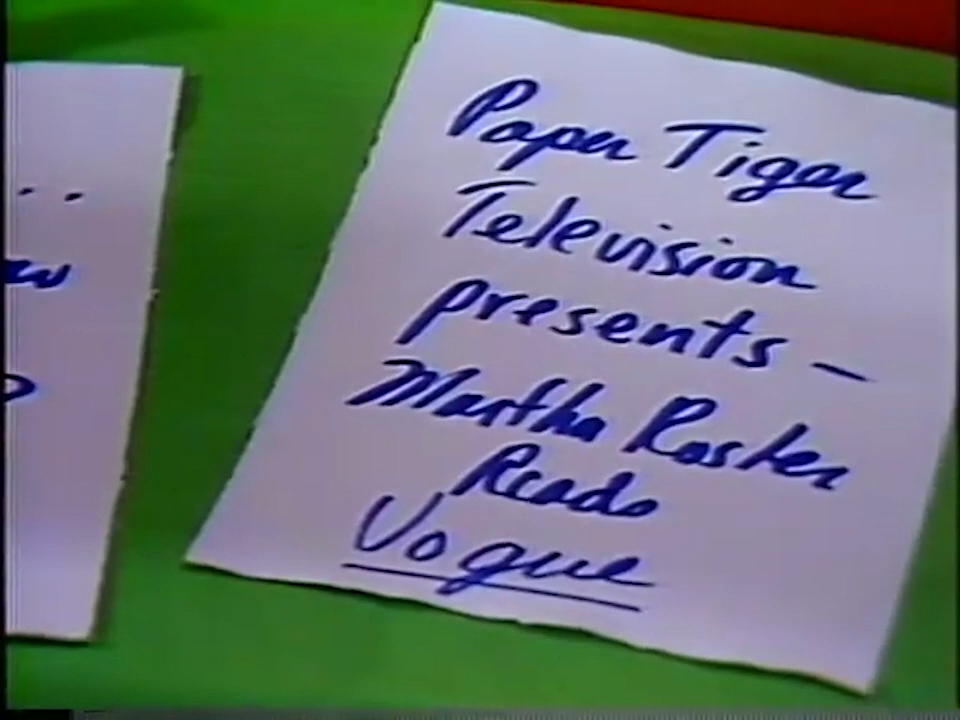 Paper Tiger
Television
presents –
Martha Rosler
Reads
Vogue